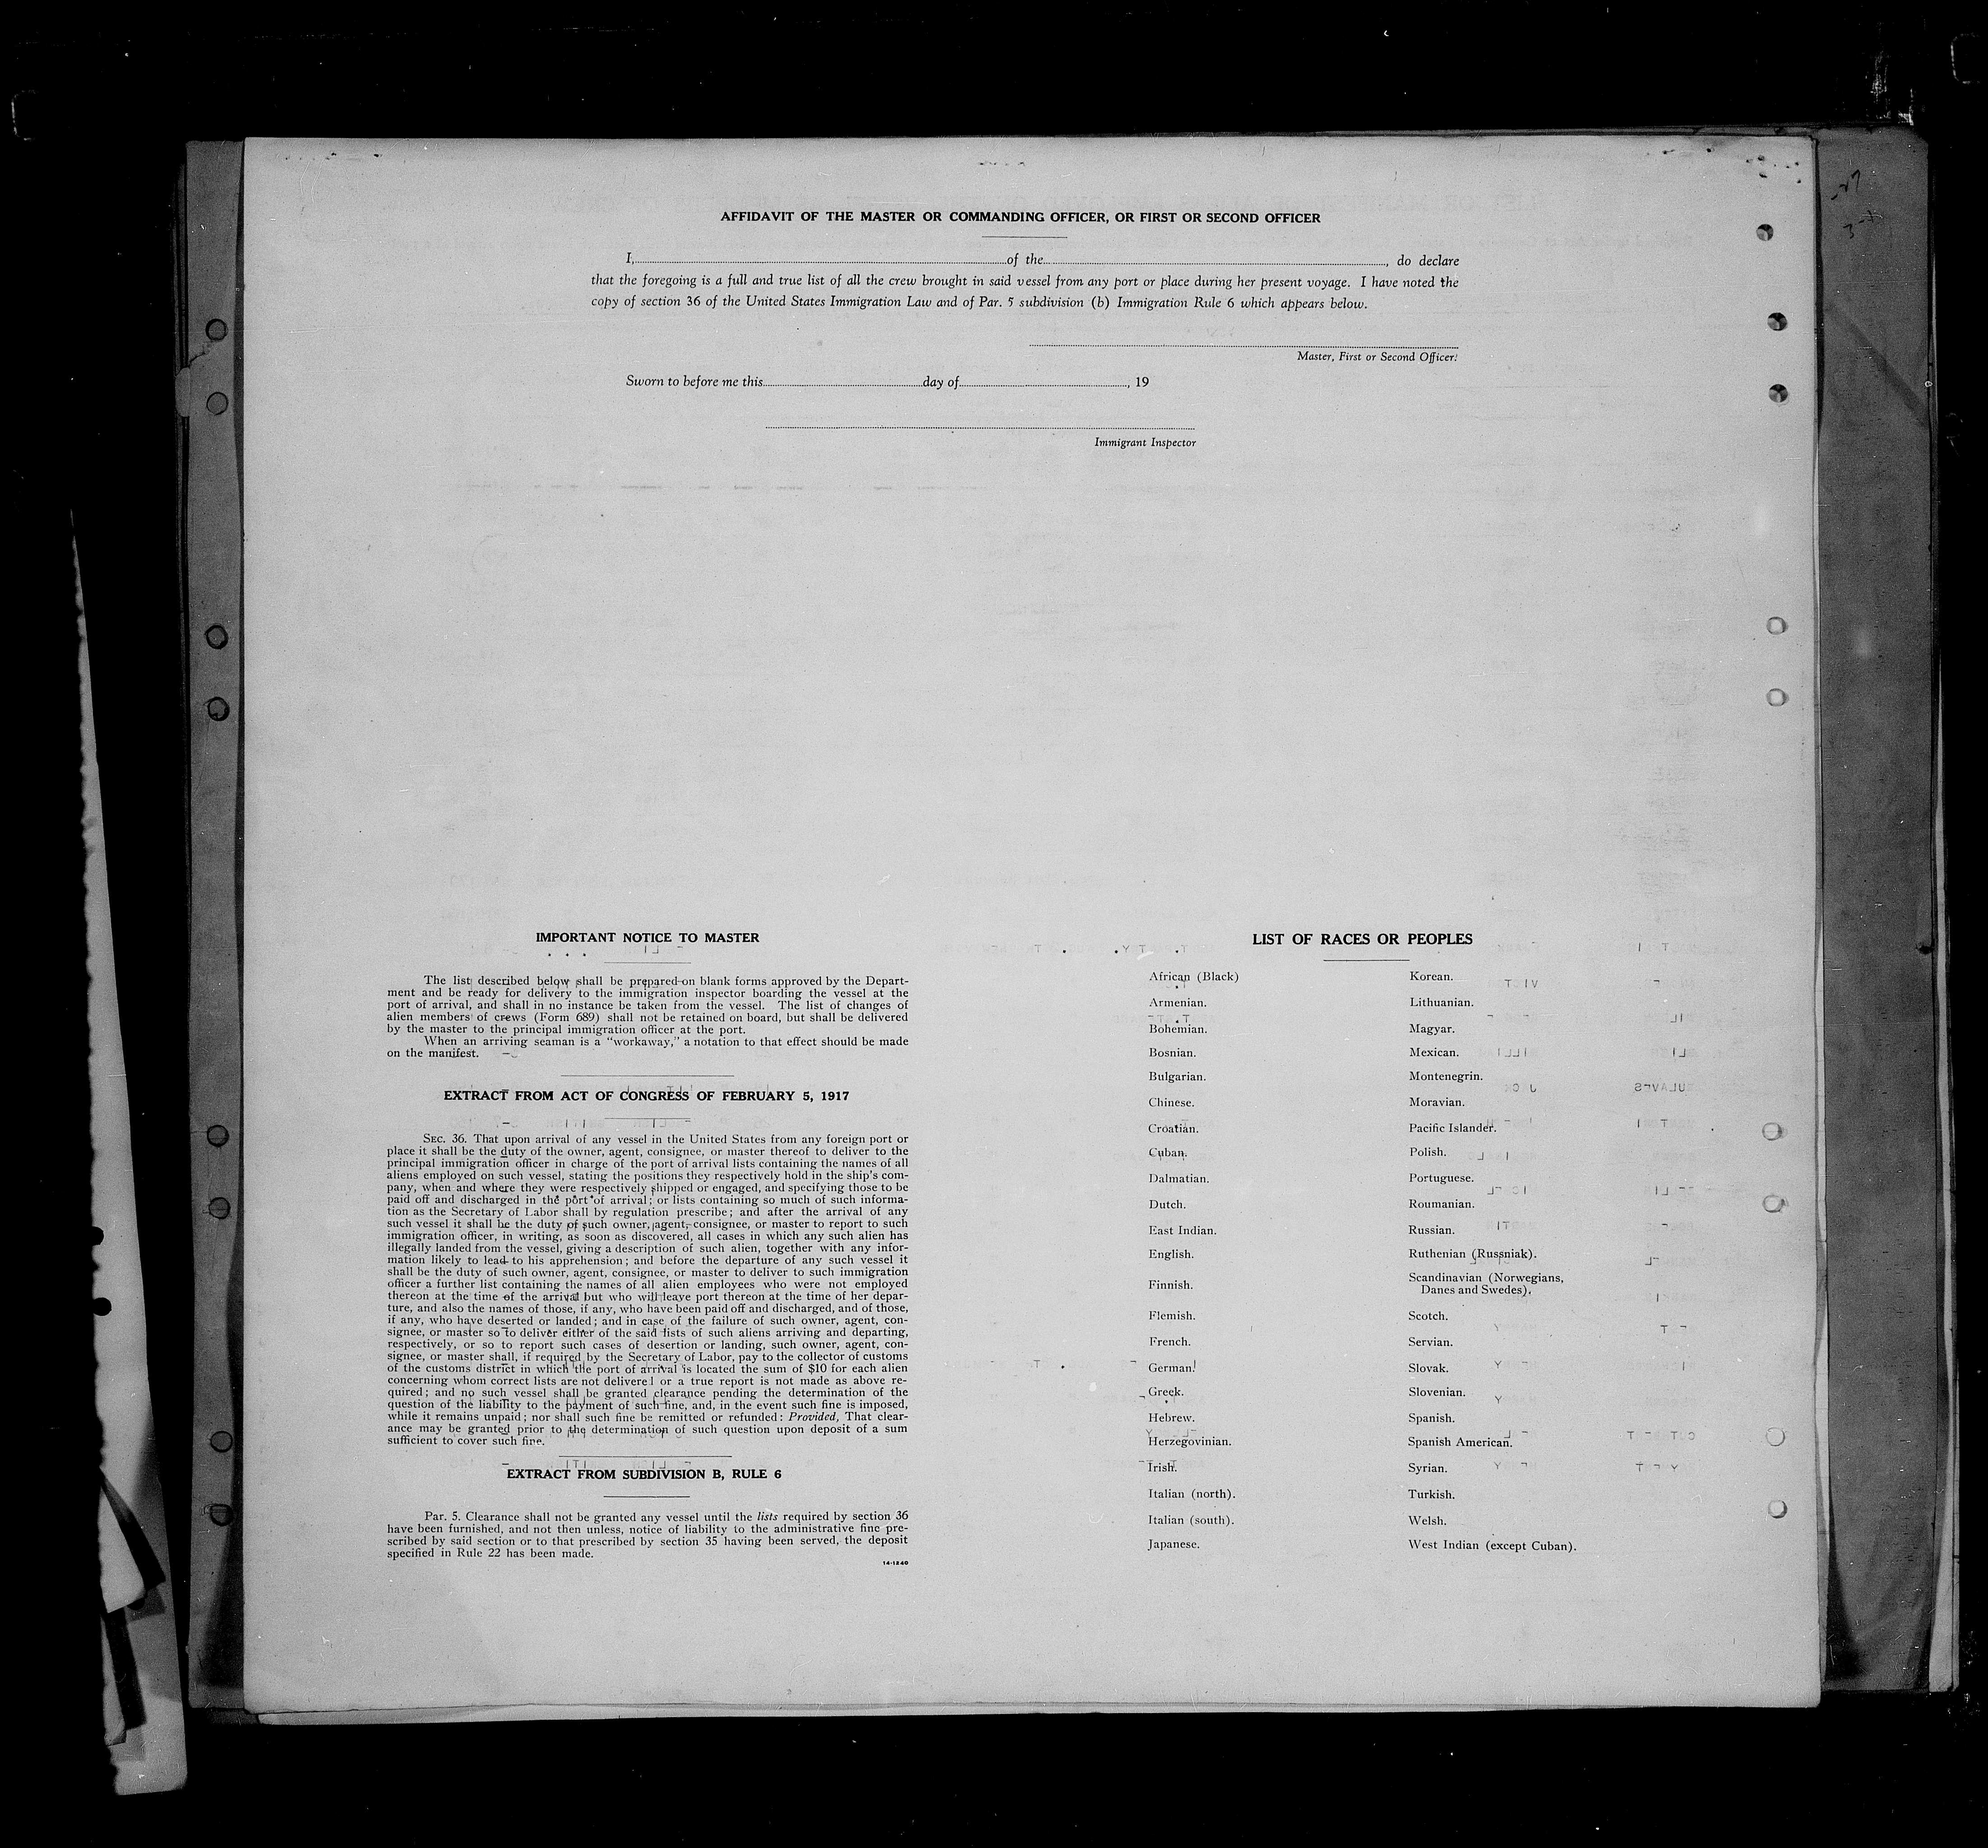 AFFIDAVIT OF THE MASTER OR COMMANDING OFFICER, OR FIRST OR SECOND OFFICER
I, of the , do declare
that the foregoing is a full and true list of all the crew brought in said vessel from any port or place during her present voyage. I have noted the
copy of section 36 of the United States Immigration Law and of Par. 5 subdivision (b) Immigration Rule 6 which appears below.
Master, First or Second Officer.
Sworn to before me this day of , 19
Immigrant Inspector
IMPORTANT NOTICE TO MASTER
The list described below shall be prepared on blank forms approved by the Depart-
ment and be ready for delivery to the immigration inspector boarding the vessel at the
port of arrival, and shall in no instance be taken from the vessel. The list of changes of
alien members of crews (Form 689) shall not be retained on board, but shall be delivered
by the master to the principal immigration officer at the port.
When an arriving seaman is a "workaway," a notation to that effect should be made
on the manifest.
EXTRACT FROM ACT OF CONGRESS OF FEBRUARY 5, 1917
SEC. 36. That upon arrival of any vessel in the United States from any foreign port or
place it shall be the duty of the owner, agent, consignee, or master thereof to deliver to the
principal immigration officer in charge of the port of arrival lists containing the names of all
aliens employed on such vessel, stating the positions they respectively hold in the ship's com-
pany, when and where they were respectively shipped or engaged, and specifying those to be
paid off and discharged in the port of arrival; or lists containing so much of such informa-
tion as the Secretary of Labor shall by regulation prescribe; and after the arrival of any
such vessel it shall be the duty of such owner, agent, consignee, or master to report to such
immigration officer, in writing, as soon as discovered, all cases in which any such alien has
illegally landed from the vessel, giving a description of such alien, together with any infor-
mation likely to lead to his apprehension; and before the departure of any such vessel it
shall be the duty of such owner, agent, consignee, or master to deliver to such immigration
officer a further list containing the names of all alien employees who were not employed
thereon at the time of the arrival but who will leave port thereon at the time of her depar-
ture, and also the names of those, if any, who have been paid off and discharged, and of those,
if any, who have deserted or landed; and in case of the failure of such owner, agent, con-
signee, or master so to deliver either of the said lists of such aliens arriving and departing,
respectively, or so to report such cases of desertion or landing, such owner, agent, con-
signee, or master shall, if required by the Secretary of Labor, pay to the collector of customs
of the customs district in which the port of arrival is located the sum of $10 for each alien
concerning whom correct lists are not delivered or a true report is not made as above re-
quired; and no such vessel shall be granted clearance pending the determination of the
question of the liability to the payment of such fine, and, in the event such fine is imposed,
while it remains unpaid; nor shall such fine be remitted or refunded: Provided, That clear-
ance may be granted prior to the determination of such question upon deposit of a sum
sufficient to cover such fine.
EXTRACT FROM SUBDIVISION B, RULE 6
Par. 5. Clearance shall not be granted any vessel until the lists required by section 36
have been furnished, and not then unless, notice of liability to the administrative fine pre-
scribed by said section or to that prescribed by section 35 having been served, the deposit
specified in Rule 22 has been made.
14-1240
LIST OF RACES OR PEOPLES
African (Black)
Armenian.
Bohemian.
Bosnian.
Bulgarian.
Chinese.
Croatian.
Cuban.
Dalmatian.
Dutch.
East Indian.
English.
Finnish.
Flemish.
French.
German.
Greek.
Hebrew.
Herzegovinian.
Irish.
Italian (north).
Italian (south).
Japanese.
Korean.
Lithuanian.
Magyar.
Mexican.
Montenegrin.
Moravian.
Pacific Islander.
Polish.
Portuguese.
Roumanian.
Russian.
Ruthenian (Russniak).
Scandinavian (Norwegians,
Danes and Swedes).
Scotch.
Servian.
Slovak.
Slovenian.
Spanish.
Spanish American.
Syrian.
Turkish.
Welsh.
West Indian (except Cuban).